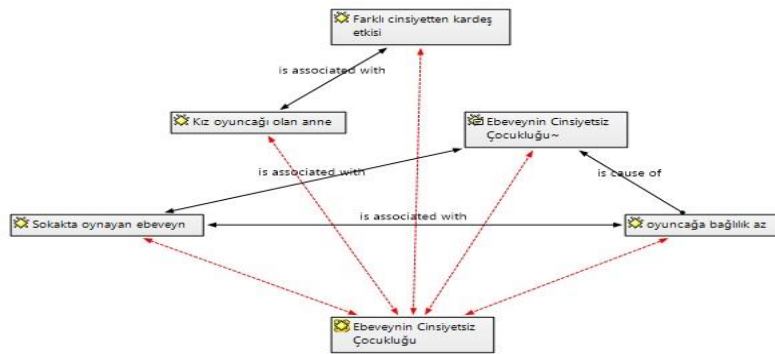 Farklı cinsiyetten kardeş
etkisi
is associated with
Kız oyuncağı olan anne
Ebeveynin Cinsiyetsiz
Çocukluğu~
is associated with
is cause of
Sokakta oynayan ebeveyn
is associated with
oyuncağa bağlılık az
Ebeveynin Cinsiyetsiz
Çocukluğu